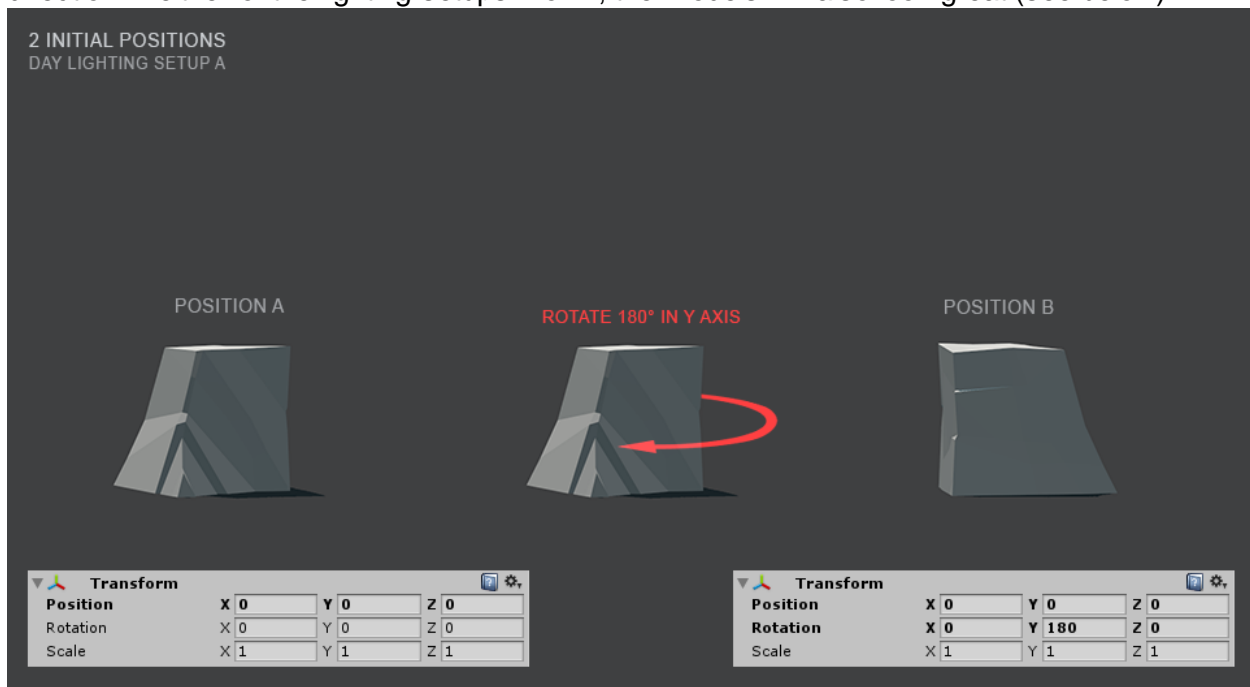 2 INITIAL POSITIONS
DAY LIGHTING SETUP A
POSITION A
ROTATE 180° IN Y AXIS
POSITION B
Transform
Position X 0 Y 0 Z 0
Rotation X 0 Y 0 Z 0
Scale X 1 Y 1 Z 1
Transform
Position X 0 Y 0 Z 0
Rotation X 0 Y 180 Z 0
Scale X 1 Y 1 Z 1